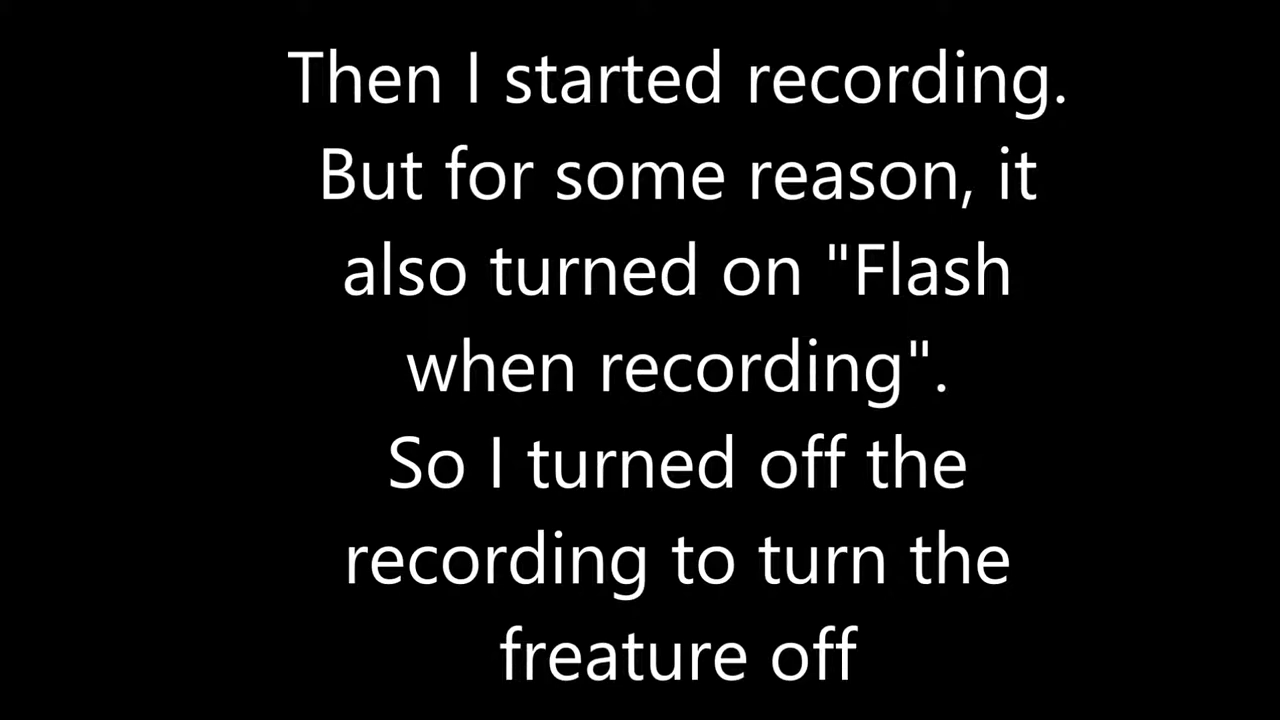 Then I started recording.
But for some reason, it
also turned on "Flash
when recording".
So I turned off the
recording to turn the
freature off